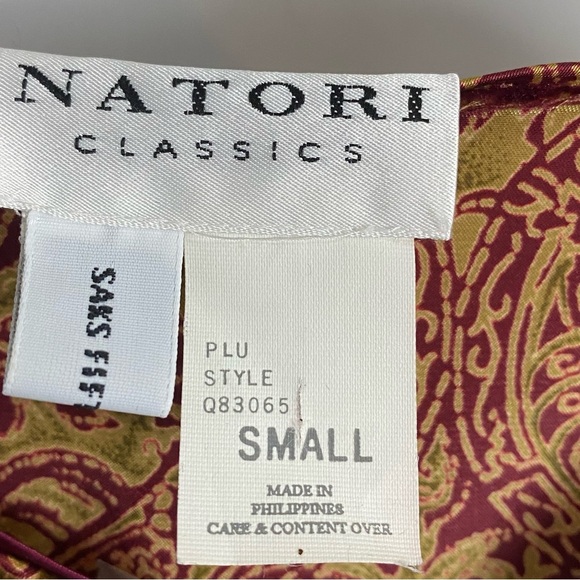 NATORI
CLASSICS
SAKS FIFT
PLU
STYLE
Q83065
SMALL
MADE IN
PHILIPPINES
CARE & CONTENT OVER